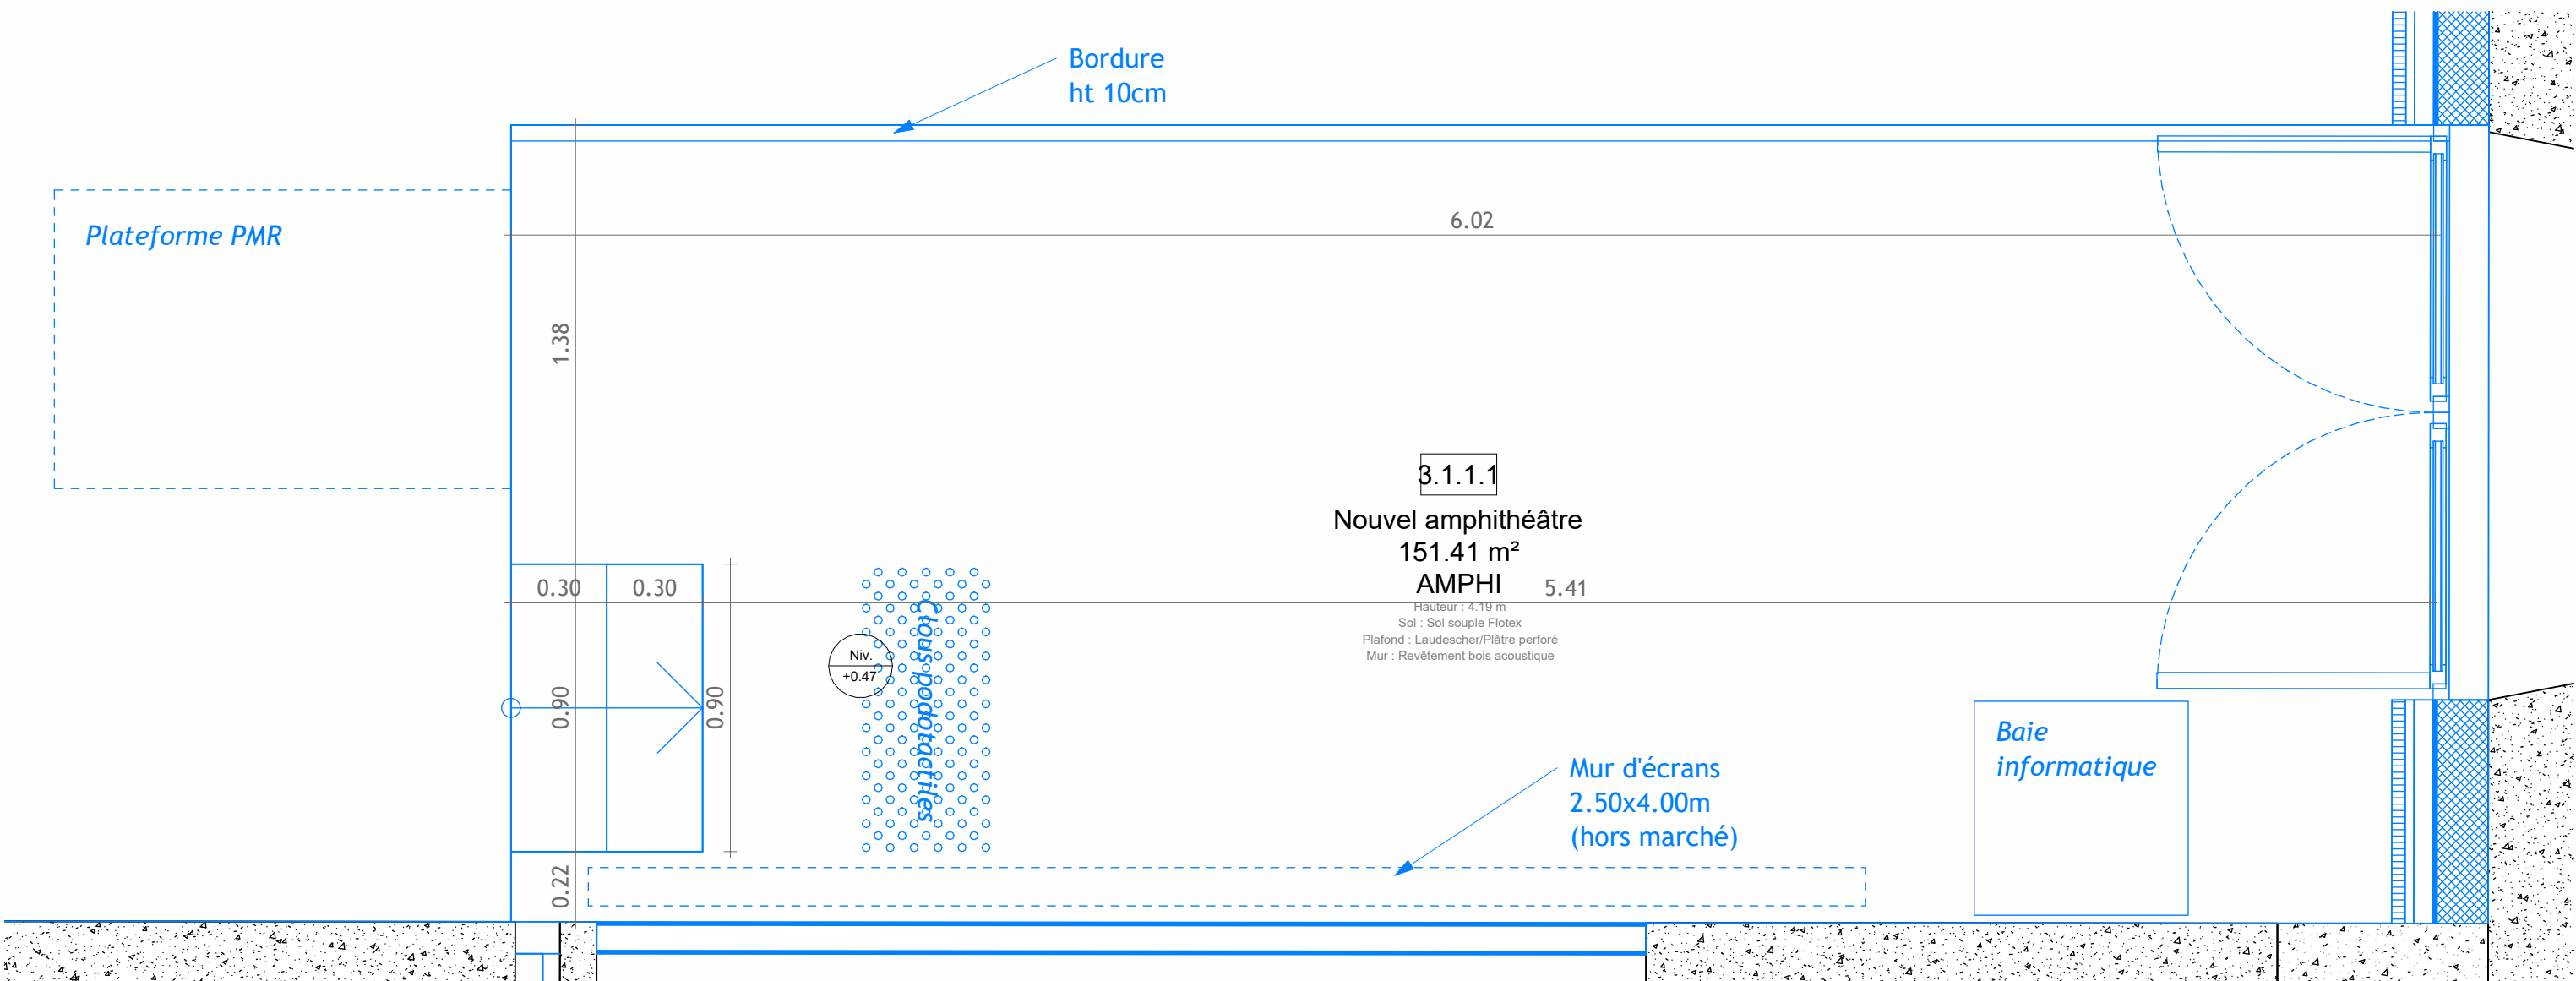 Bordure
ht 10cm
Plateforme PMR
6.02
1.38
3.1.1.1
Nouvel amphithéâtre
151.41 m²
AMPHI
0.30
0.30
5.41
Hauteur : 4.19 m
Sol : Sol souple Flotex
Plafond : Laudescher/Plâtre perforé
Mur : Revêtement bois acoustique
Clous podotactiles
Niv.
+0.47
0.90
0.90
Baie
informatique
Mur d'écrans
2.50x4.00m
(hors marché)
0.22